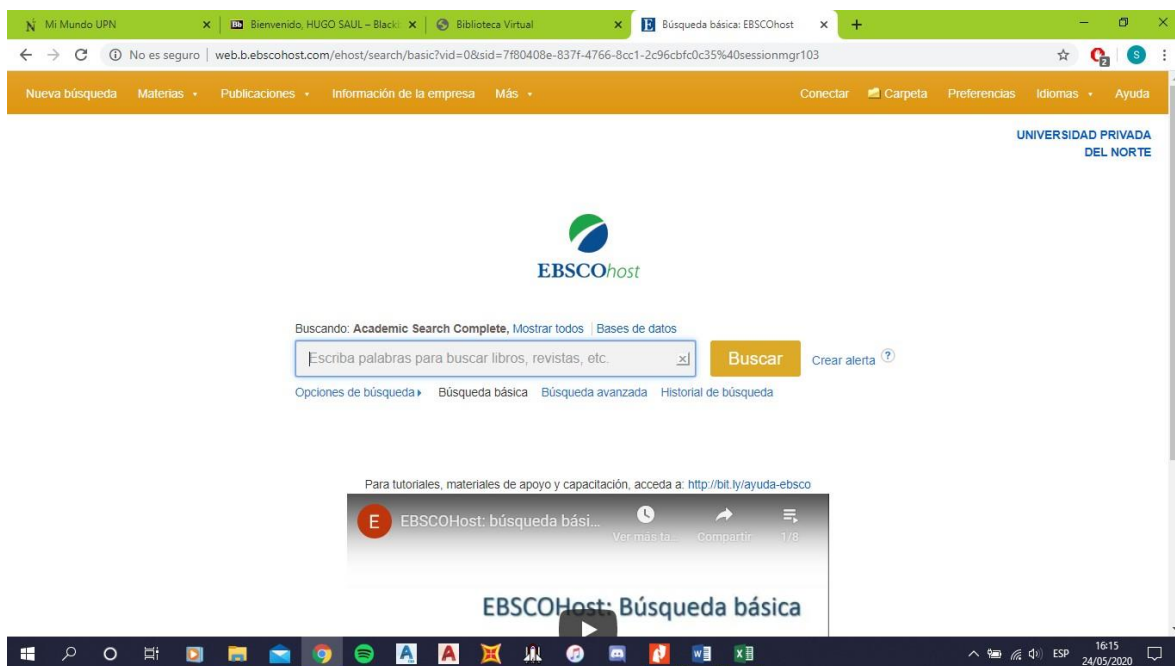 Mi Mundo UPN
Bienvenido, HUGO SAUL – Blackb
Biblioteca Virtual
Búsqueda básica: EBSCOhost
No es seguro | web.b.ebscohost.com/ehost/search/basic?vid=0&sid=7f80408e-837f-4766-8cc1-2c96cbfc0c35%40sessionmgr103
2
S
Nueva búsqueda Materias Publicaciones Información de la empresa Más Conectar Carpeta Preferencias Idiomas Ayuda
UNIVERSIDAD PRIVADA
DEL NORTE
EBSCOhost
Buscando: Academic Search Complete, Mostrar todos | Bases de datos
Escriba palabras para buscar libros, revistas, etc. x Buscar Crear alerta ?
Opciones de búsqueda Búsqueda básica Búsqueda avanzada Historial de búsqueda
Para tutoriales, materiales de apoyo y capacitación, acceda a: http://bit.ly/ayuda-ebsco
E EBSCOHost: búsqueda bási...
Ver más ta... Compartir 1/8
EBSCOHost: Búsqueda básica
ESP
16:15
24/05/2020